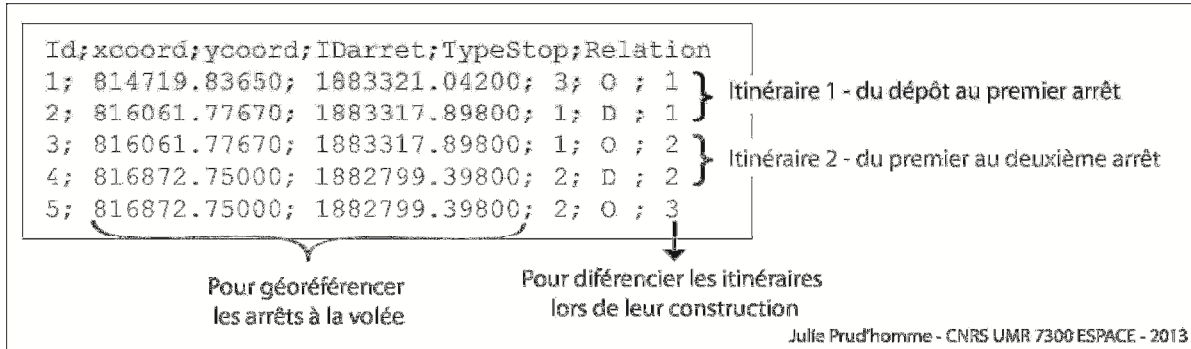 Id;xcoord;ycoord;IDarret;TypeStop;Relation
1; 814719.83650; 1883321.04200; 3; O ; 1
2; 816061.77670; 1883317.89800; 1; D ; 1
Itinéraire 1 - du dépôt au premier arrêt
3; 816061.77670; 1883317.89800; 1; O ; 2
4; 816872.75000; 1882799.39800; 2; D ; 2
Itinéraire 2 - du premier au deuxième arrêt
5; 816872.75000; 1882799.39800; 2; O ; 3
Pour géoréférencer
les arrêts à la volée
Pour diférencier les itinéraires
lors de leur construction
Julie Prud'homme - CNRS UMR 7300 ESPACE - 2013